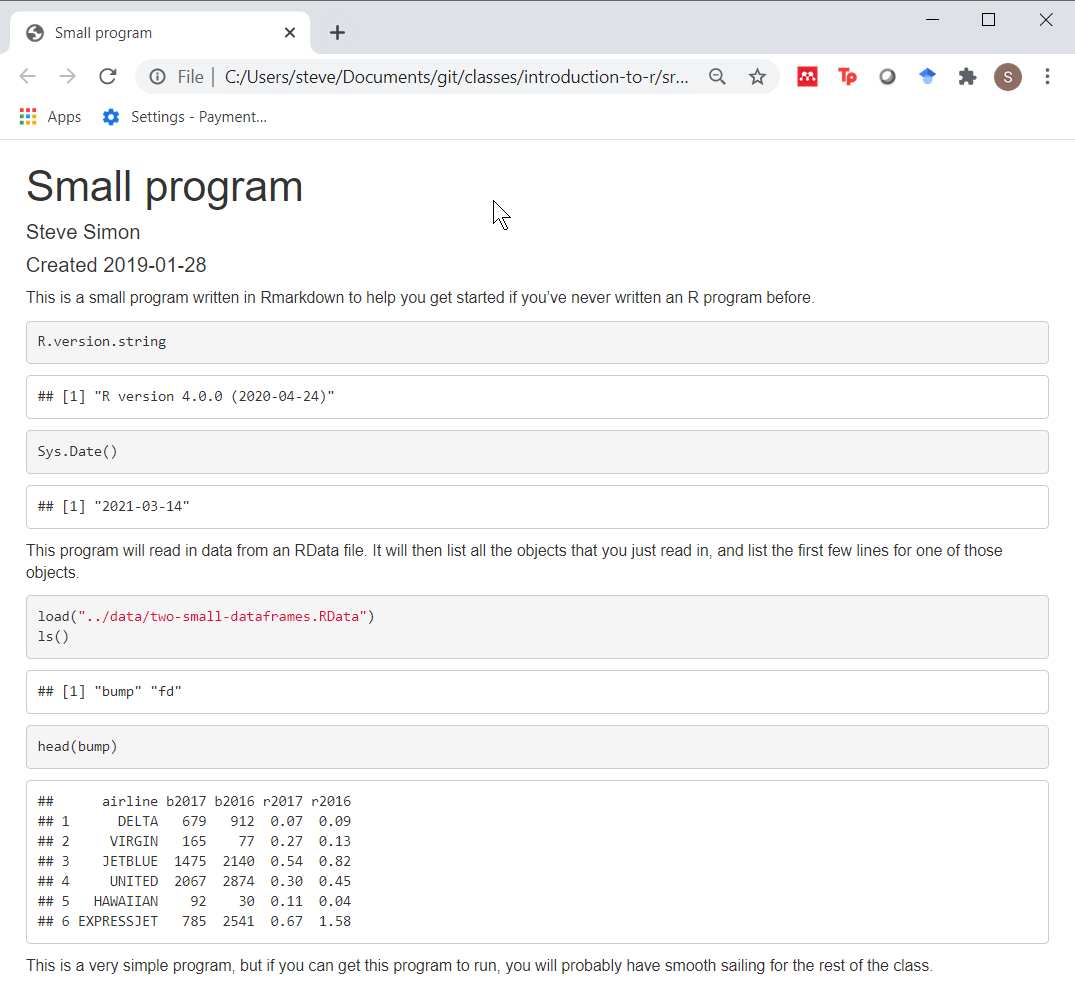 Small program
File | C:/Users/steve/Documents/git/classes/introduction-to-r/sr...
Tp
S
Apps
Settings - Payment...
Small program
Steve Simon
Created 2019-01-28
This is a small program written in Rmarkdown to help you get started if you’ve never written an R program before.
R.version.string
## [1] "R version 4.0.0 (2020-04-24)"
Sys.Date()
## [1] "2021-03-14"
This program will read in data from an RData file. It will then list all the objects that you just read in, and list the first few lines for one of those
objects.
load("../data/two-small-dataframes.RData")
ls()
## [1] "bump" "fd"
head(bump)
##      airline b2017 b2016 r2017 r2016
## 1      DELTA   679   912  0.07  0.09
## 2     VIRGIN   165    77  0.27  0.13
## 3    JETBLUE  1475  2140  0.54  0.82
## 4     UNITED  2067  2874  0.30  0.45
## 5   HAWAIIAN    92    30  0.11  0.04
## 6 EXPRESSJET   785  2541  0.67  1.58
This is a very simple program, but if you can get this program to run, you will probably have smooth sailing for the rest of the class.